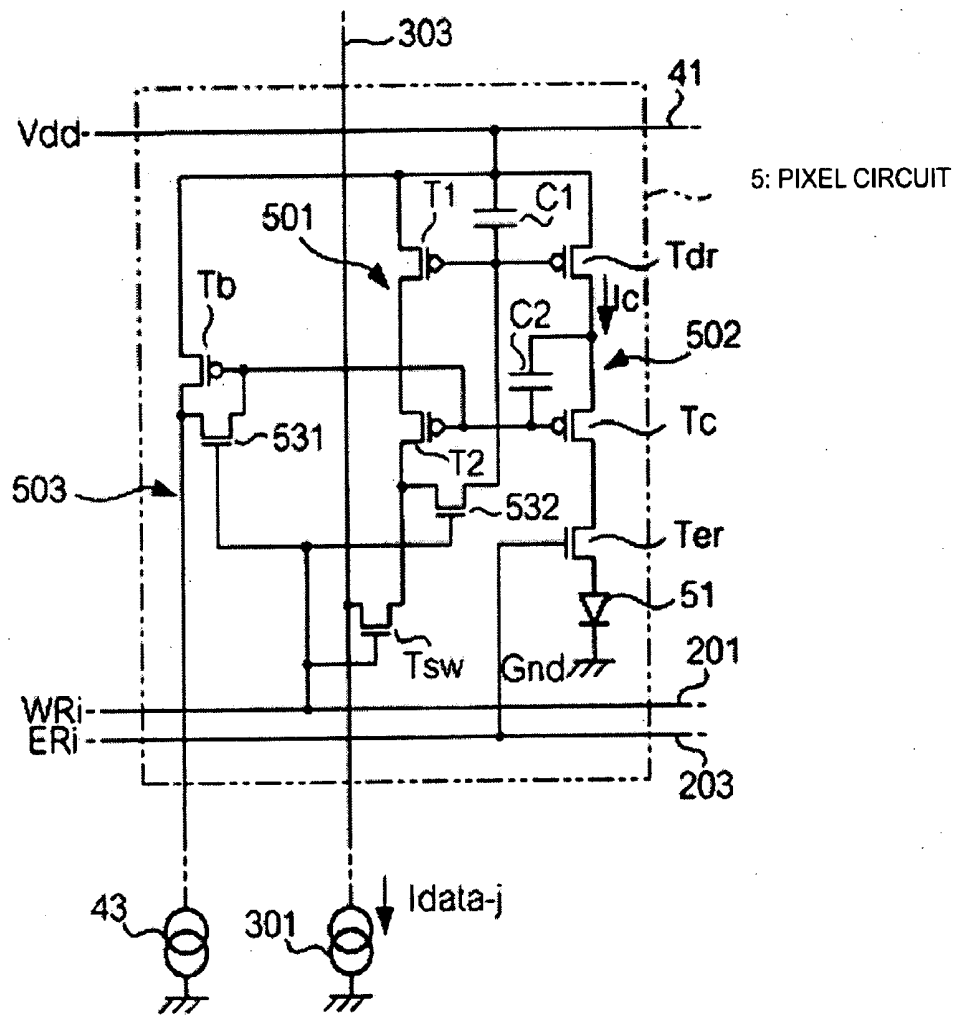 303
41
Vdd
5: PIXEL CIRCUIT
T1
C1
501
Tdr
Tb
Ic
C2
502
531
T2
Tc
503
532
Ter
51
Tsw
Gnd
201
WRi
ERi
203
43
301
Idata-j